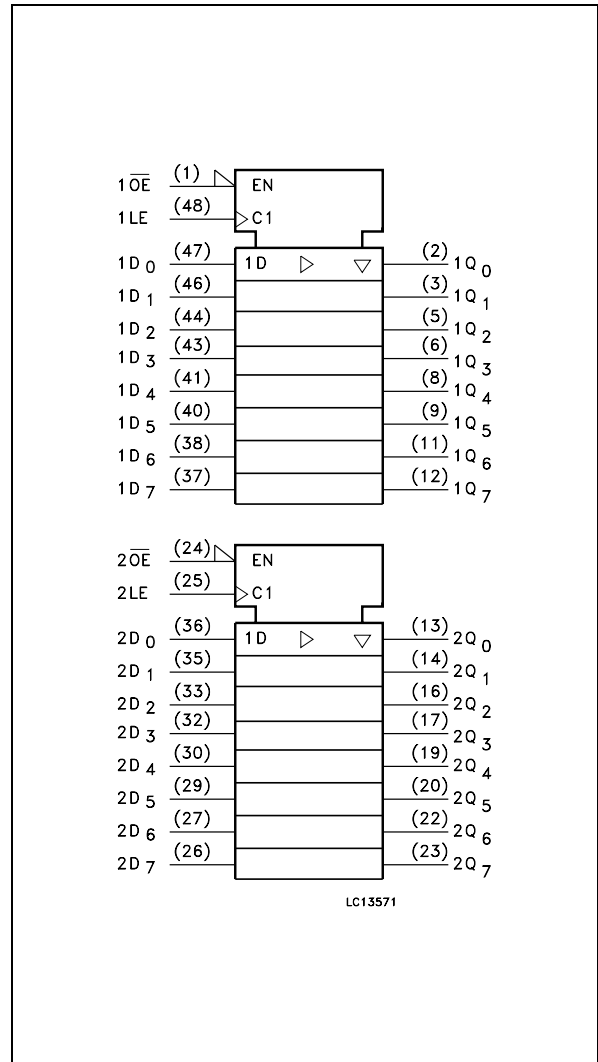 1OE (1) EN
1LE (48) C1
1D0 (47) 1D (2) 1Q0
1D1 (46) (3) 1Q1
1D2 (44) (5) 1Q2
1D3 (43) (6) 1Q3
1D4 (41) (8) 1Q4
1D5 (40) (9) 1Q5
1D6 (38) (11) 1Q6
1D7 (37) (12) 1Q7
2OE (24) EN
2LE (25) C1
2D0 (36) 1D (13) 2Q0
2D1 (35) (14) 2Q1
2D2 (33) (16) 2Q2
2D3 (32) (17) 2Q3
2D4 (30) (19) 2Q4
2D5 (29) (20) 2Q5
2D6 (27) (22) 2Q6
2D7 (26) (23) 2Q7
LC13571